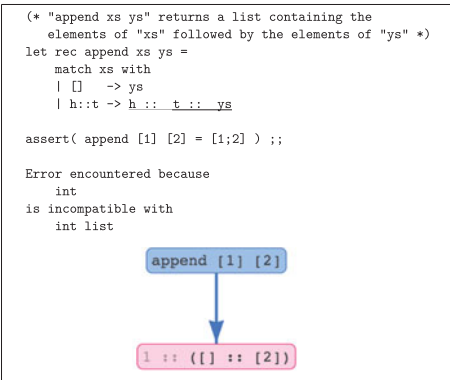 (* "append xs ys" returns a list containing the
elements of "xs" followed by the elements of "ys" *)
let rec append xs ys =
match xs with
| [] -> ys
| h::t -> h :: t :: ys
assert( append [1] [2] = [1;2] ) ;;
Error encountered because
int
is incompatible with
int list
append [1] [2]
1 :: ([] :: [2])